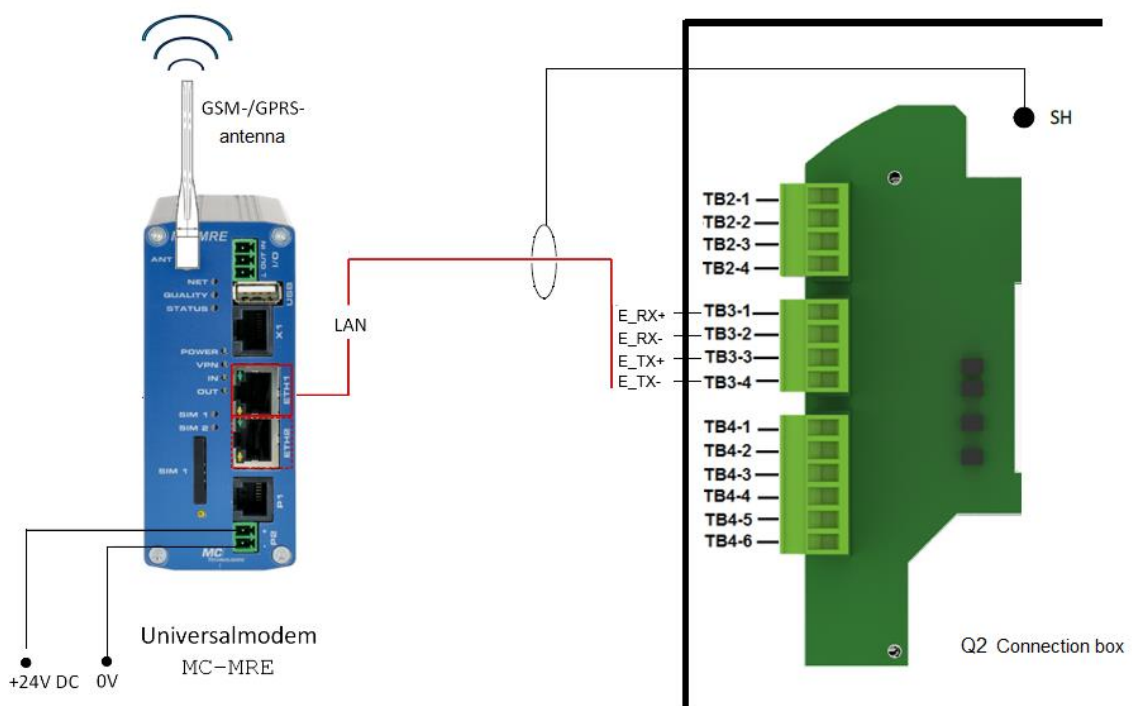 GSM-/GPRS-
antenna
SH
MC-MRE
ANT
I/O
USB
NET
QUALITY
STATUS
X1
POWER
VPN
IN
OUT
ETH1
SIM 1
SIM 2
ETH2
SIM 1
P1
P2
+
-
MC
LAN
TB2-1
TB2-2
TB2-3
TB2-4
E_RX+
TB3-1
E_RX-
TB3-2
E_TX+
TB3-3
E_TX-
TB3-4
TB4-1
TB4-2
TB4-3
TB4-4
TB4-5
TB4-6
Universalmodem
MC-MRE
+24V DC
0V
Q2 Connection box